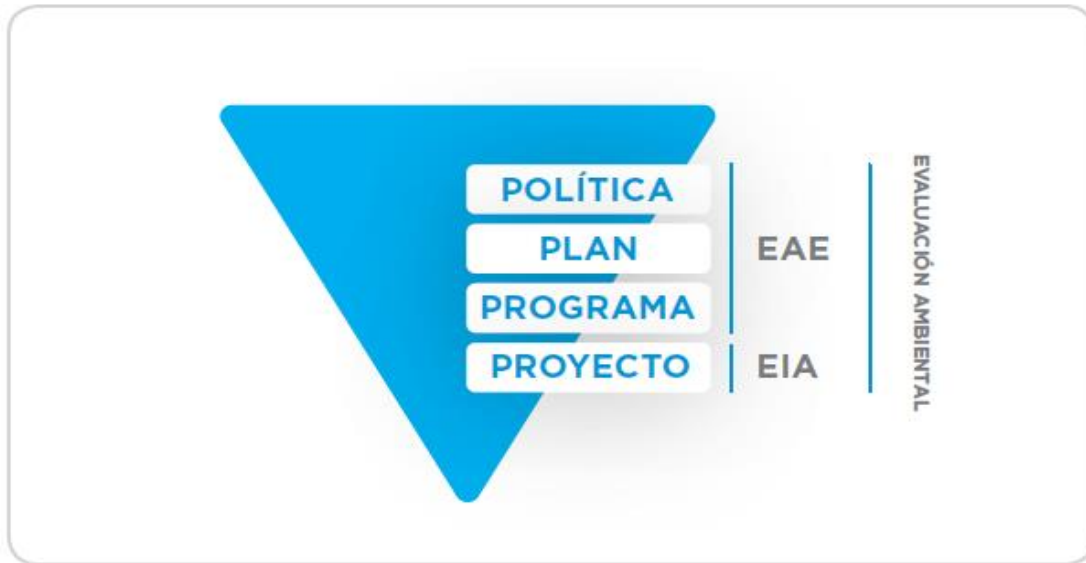 POLÍTICA
PLAN
PROGRAMA
PROYECTO
EAE
EIA
EVALUACIÓN AMBIENTAL